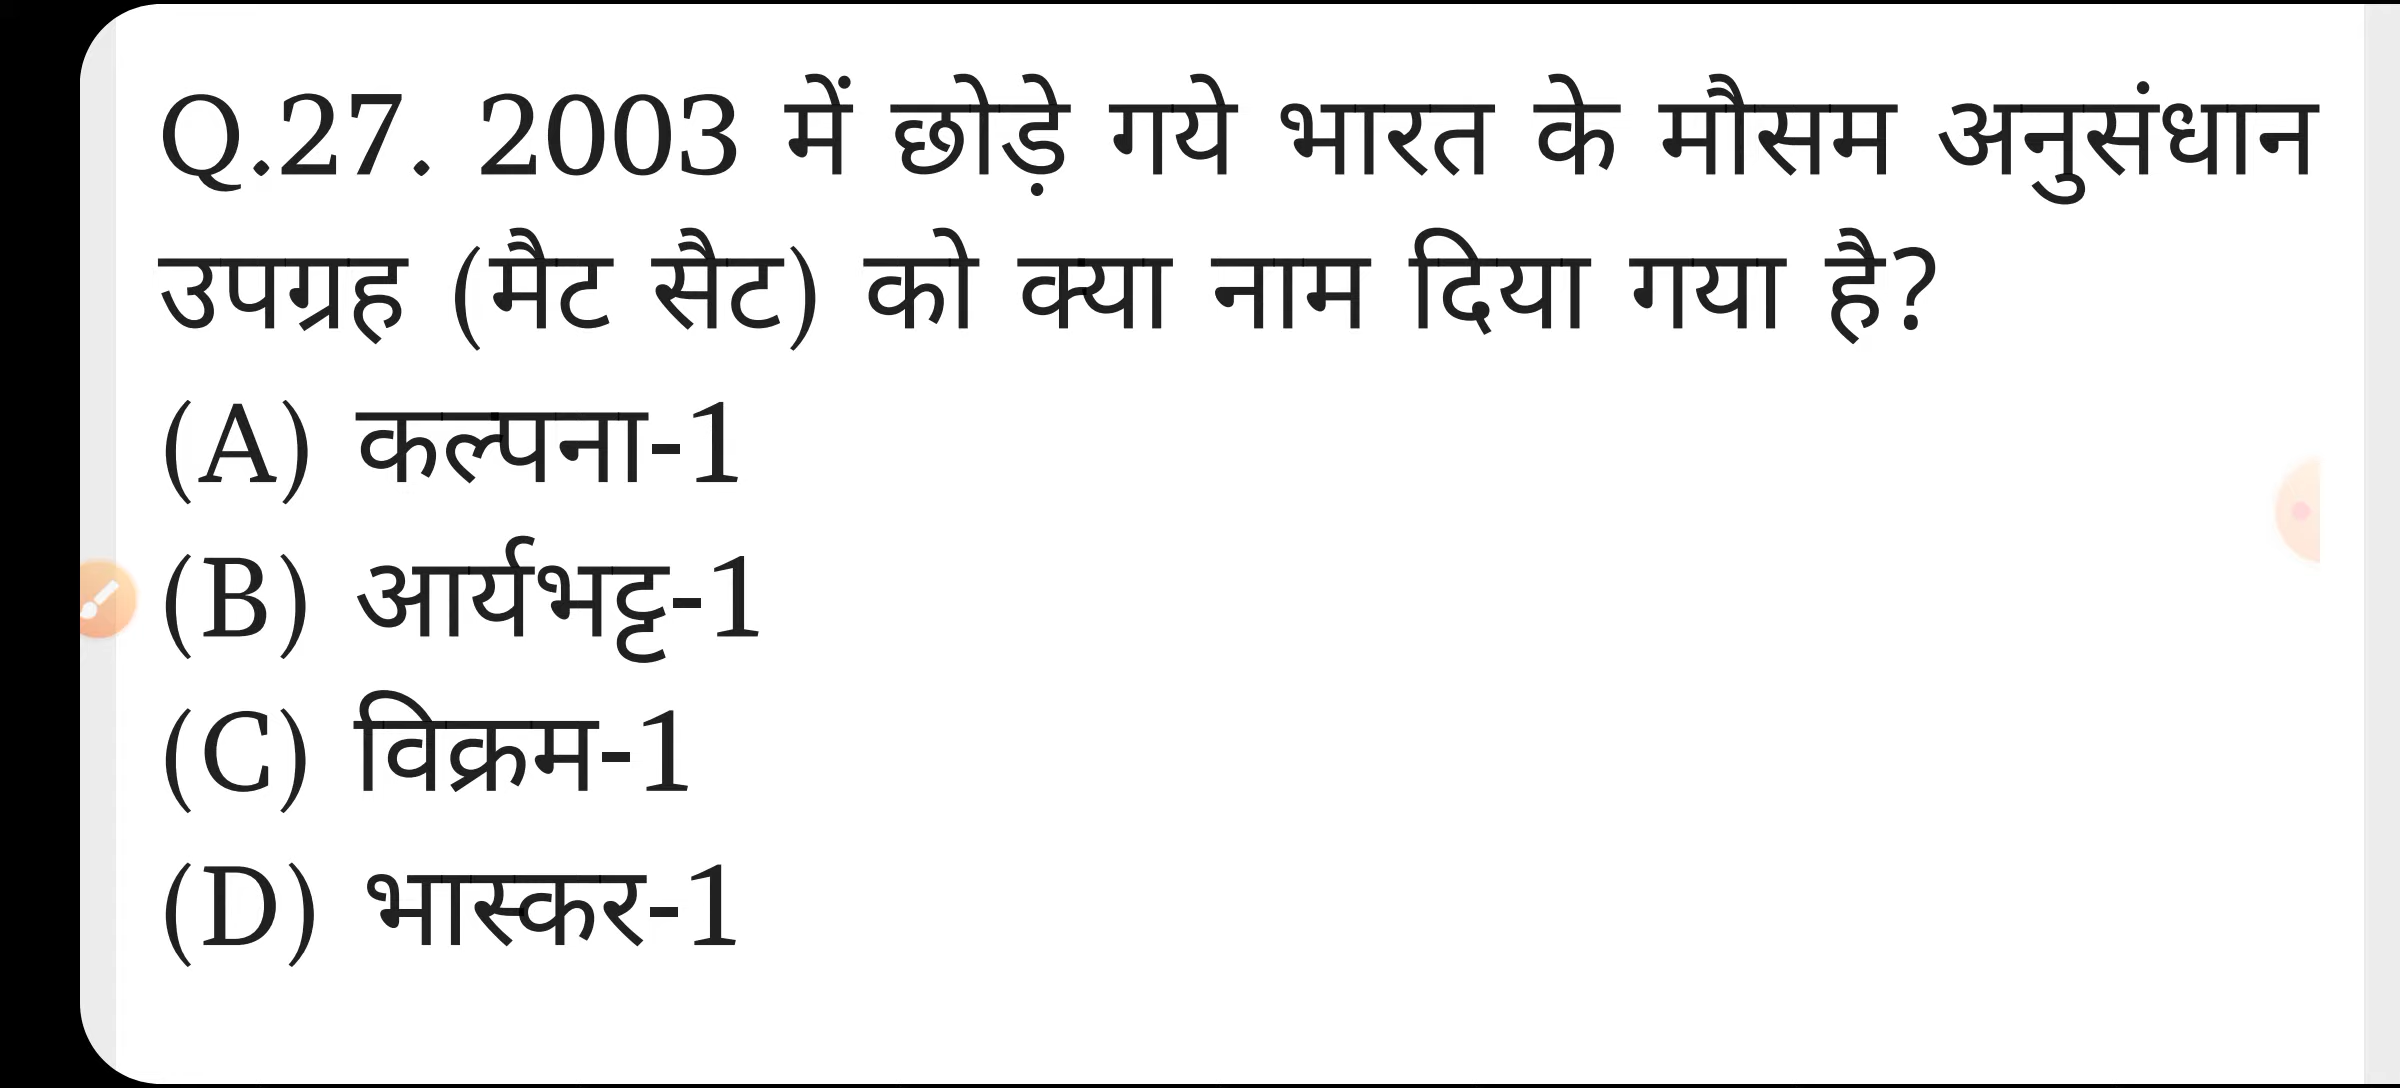 Q.27. 2003 में छोड़े गये भारत के मौसम अनुसंधान
उपग्रह (मैट सैट) को क्या नाम दिया गया है?
(A) कल्पना-1
(B) आर्यभट्ट-1
(C) विक्रम-1
(D) भास्कर-1